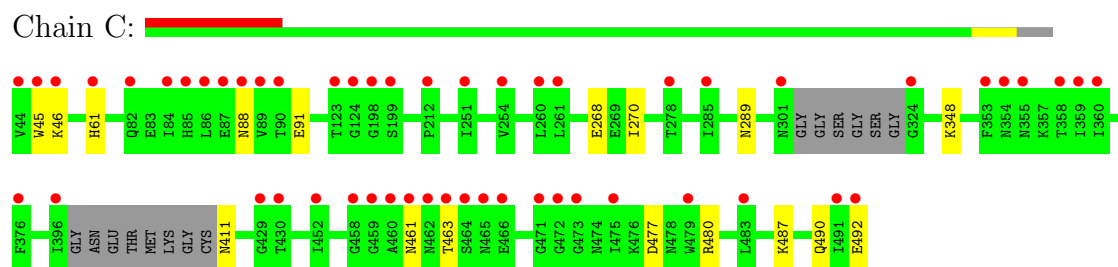 Chain C:
V44 W45 K46 H61 Q82 E83 I84 H85 L86 E87 N88 V89 T90 E91 T123 G124 G198 S199 P212 I251 V254 L260 L261 E268 E269 I270 T278 I285 N289 N301 GLY GLY SER GLY SER GLY G324 K348 F353 N354 N355 K357 T358 I359 I360
F376 I396 GLY ASN GLU THR MET LYS GLY CYS N411 G429 T430 I452 G458 G459 A460 N461 N462 T463 S464 N465 E466 G471 G472 G473 N474 I475 K476 D477 N478 W479 R480 L483 K487 Q490 I491 E492